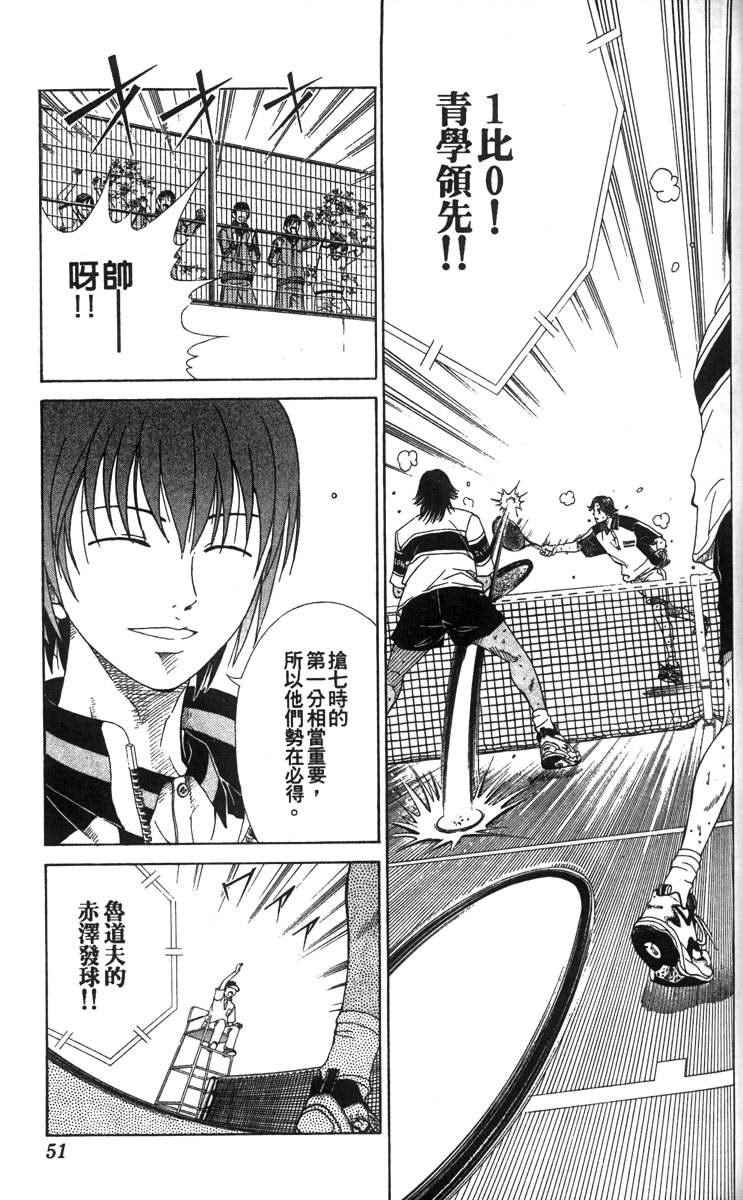 1比0！
青學領先!!
帥——
呀!!
搶七時的
第一分相當重要，
所以他們勢在必得。
魯道夫的
赤澤發球!!
51